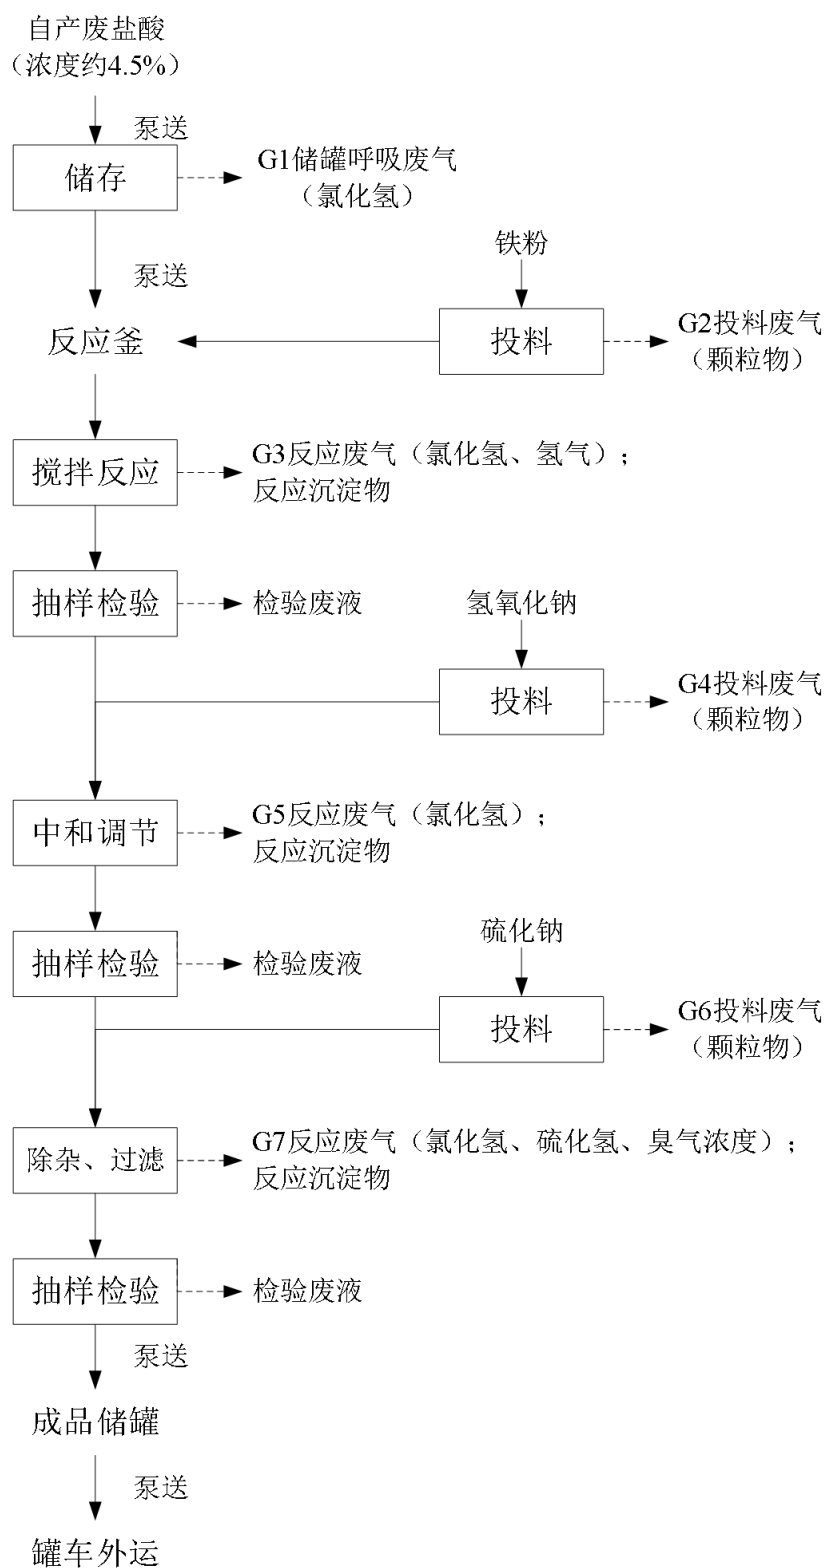 自产废盐酸
（浓度约4.5%）
泵送
储存
G1储罐呼吸废气
（氯化氢）
泵送
铁粉
反应釜
投料
G2投料废气
（颗粒物）
搅拌反应
G3反应废气（氯化氢、氢气）；
反应沉淀物
抽样检验
检验废液
氢氧化钠
投料
G4投料废气
（颗粒物）
中和调节
G5反应废气（氯化氢）；
反应沉淀物
抽样检验
检验废液
硫化钠
投料
G6投料废气
（颗粒物）
除杂、过滤
G7反应废气（氯化氢、硫化氢、臭气浓度）；
反应沉淀物
抽样检验
检验废液
泵送
成品储罐
泵送
罐车外运